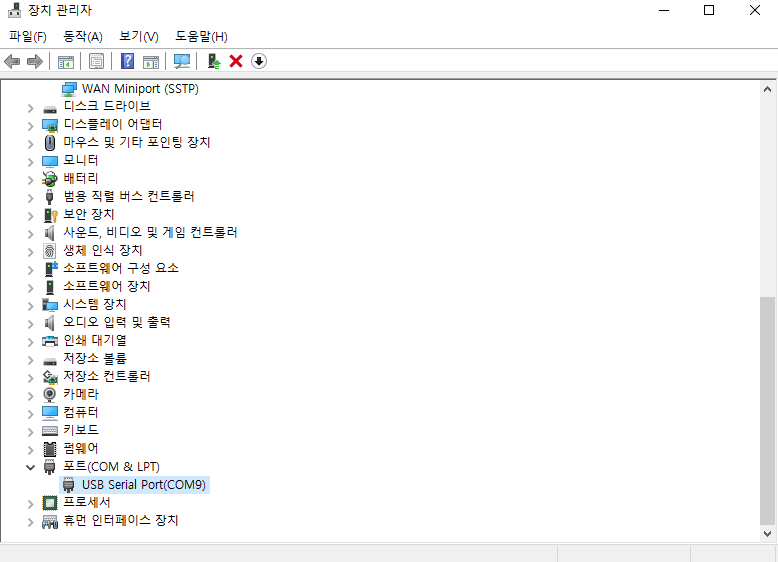 장치 관리자
파일(F) 동작(A) 보기(V) 도움말(H)
WAN Miniport (SSTP)
디스크 드라이브
디스플레이 어댑터
마우스 및 기타 포인팅 장치
모니터
배터리
범용 직렬 버스 컨트롤러
보안 장치
사운드, 비디오 및 게임 컨트롤러
생체 인식 장치
소프트웨어 구성 요소
소프트웨어 장치
시스템 장치
오디오 입력 및 출력
인쇄 대기열
저장소 볼륨
저장소 컨트롤러
카메라
컴퓨터
키보드
펌웨어
포트(COM & LPT)
USB Serial Port(COM9)
프로세서
휴먼 인터페이스 장치